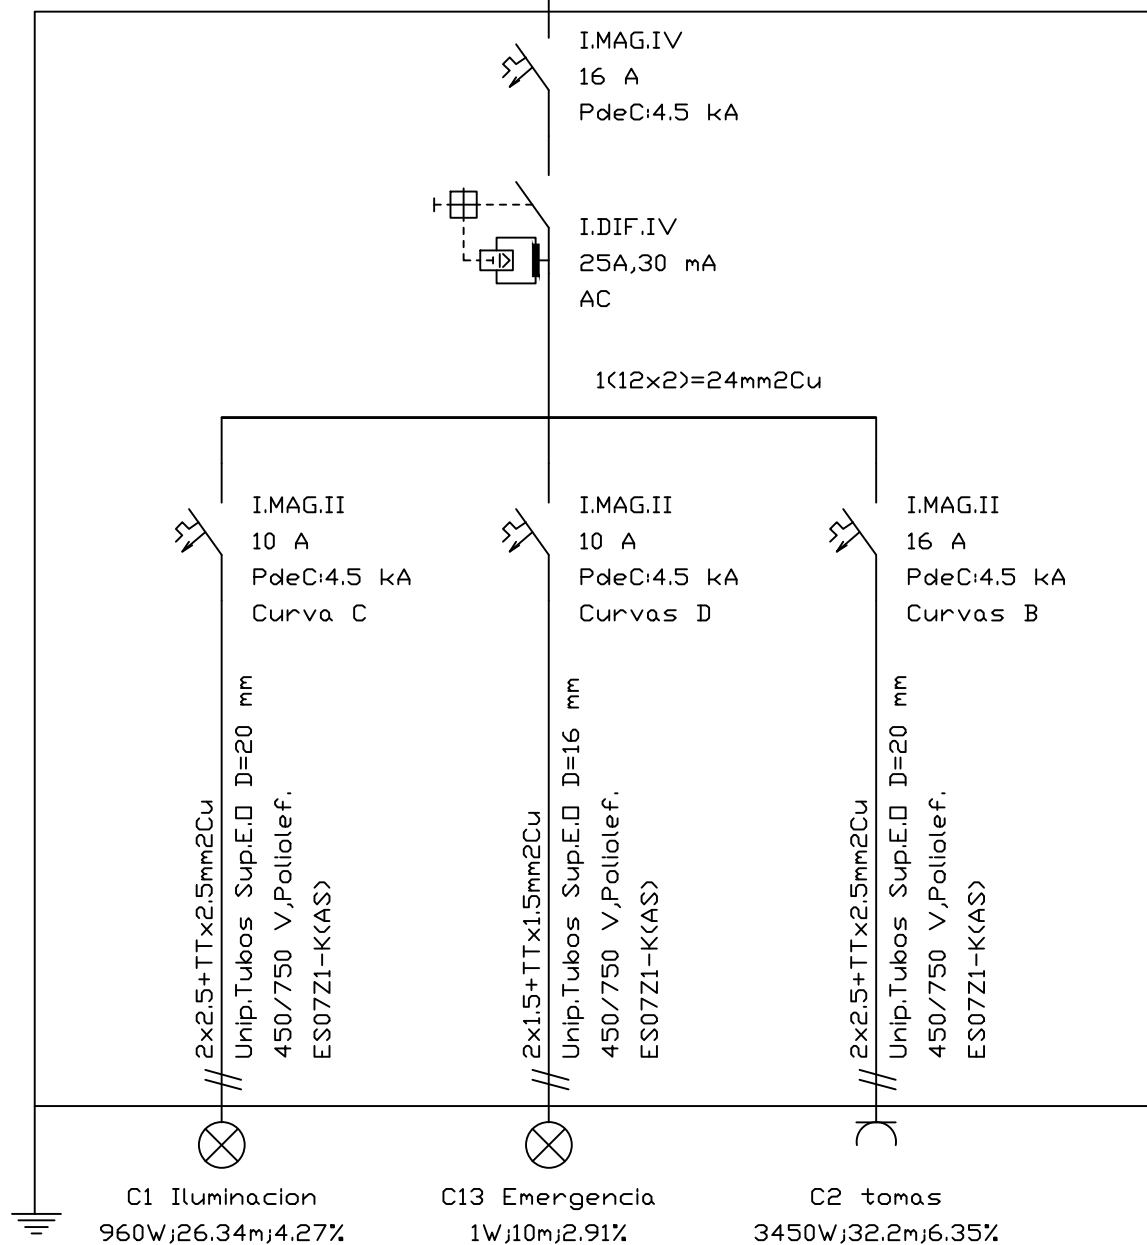 I.MAG.IV
16 A
PdeC:4.5 kA
I.DIF.IV
25A,30 mA
AC
1(12x2)=24mm2Cu
I.MAG.II
10 A
PdeC:4.5 kA
Curva C
I.MAG.II
10 A
PdeC:4.5 kA
Curvas D
I.MAG.II
16 A
PdeC:4.5 kA
Curvas B
2x2.5+TTx2.5mm2Cu
Unip.Tubos Sup.E.□ D=20 mm
450/750 V,Poliolef.
ES07Z1-K(AS)
2x1.5+TTx1.5mm2Cu
Unip.Tubos Sup.E.□ D=16 mm
450/750 V,Poliolef.
ES07Z1-K(AS)
2x2.5+TTx2.5mm2Cu
Unip.Tubos Sup.E.□ D=20 mm
450/750 V,Poliolef.
ES07Z1-K(AS)
C1 Iluminacion
960W;26.34m;4.27%
C13 Emergencia
1W;10m;2.91%
C2 tomas
3450W;32.2m;6.35%